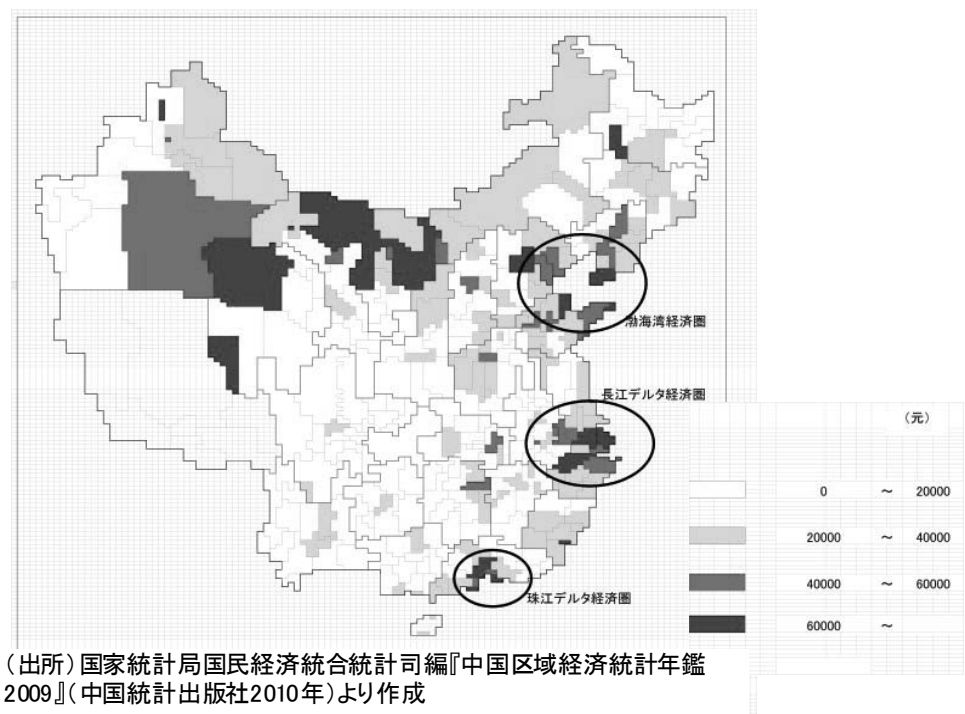 渤海湾経済圏
長江デルタ経済圏
(元)
0 ～ 20000
20000 ～ 40000
40000 ～ 60000
60000 ～
珠江デルタ経済圏
(出所)国家統計局国民経済統合統計司編『中国区域経済統計年鑑
2009』(中国統計出版社2010年)より作成